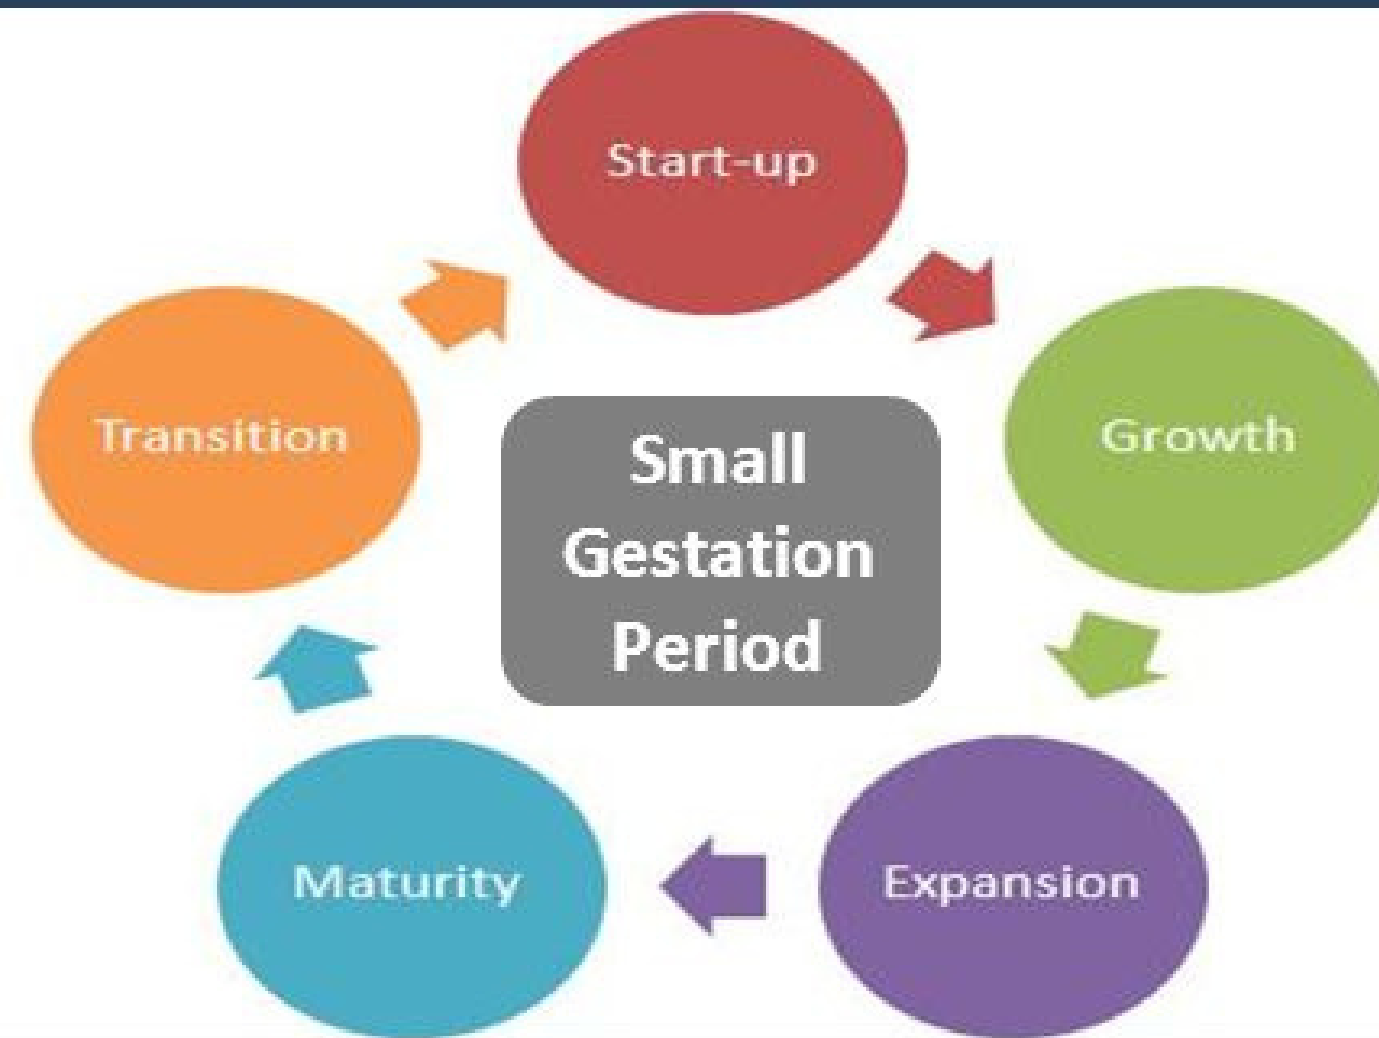 Start-up
Growth
Expansion
Maturity
Transition
Small
Gestation
Period